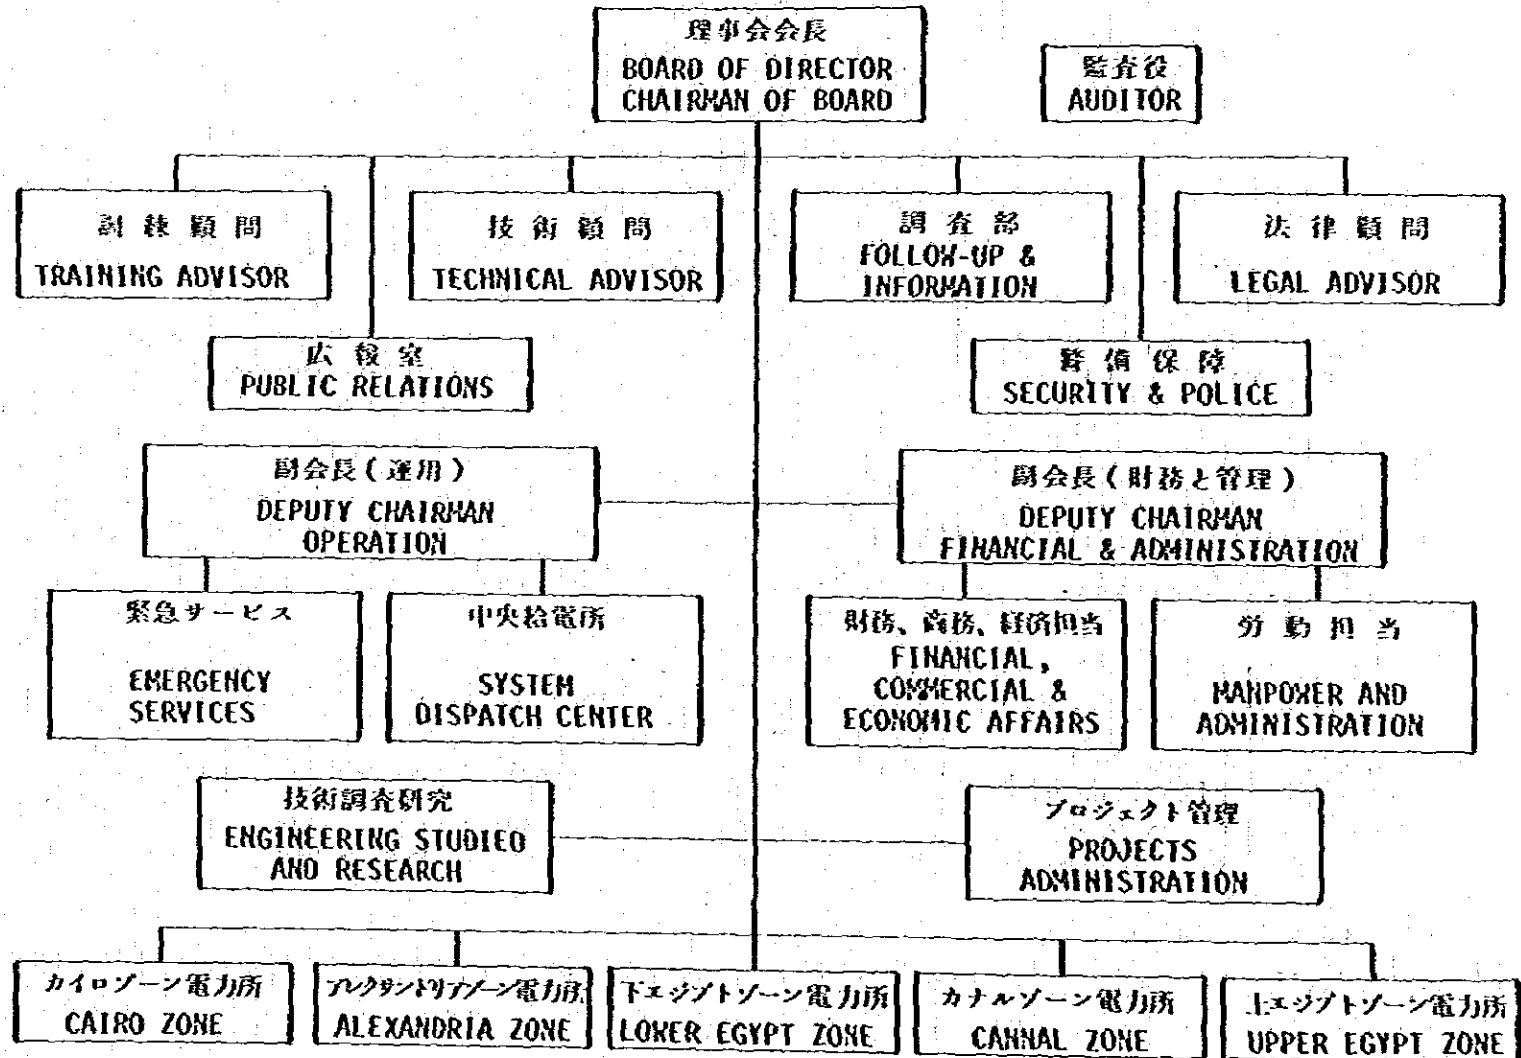 理事会会長
BOARD OF DIRECTOR
CHAIRMAN OF BOARD
監査役
AUDITOR
訓練顧問
TRAINING ADVISOR
技術顧問
TECHNICAL ADVISOR
調査部
FOLLOW-UP &
INFORMATION
法律顧問
LEGAL ADVISOR
広報室
PUBLIC RELATIONS
警備保障
SECURITY & POLICE
副会長(運用)
DEPUTY CHAIRMAN
OPERATION
副会長(財務と管理)
DEPUTY CHAIRMAN
FINANCIAL & ADMINISTRATION
緊急サービス
EMERGENCY
SERVICES
中央給電所
SYSTEM
DISPATCH CENTER
財務、商務、経済担当
FINANCIAL,
COMMERCIAL &
ECONOMIC AFFAIRS
労働担当
MANPOWER AND
ADMINISTRATION
技術調査研究
ENGINEERING STUDIED
AND RESEARCH
プロジェクト管理
PROJECTS
ADMINISTRATION
カイロゾーン電力所
CAIRO ZONE
アレクサンドリアゾーン電力所
ALEXANDRIA ZONE
下エジプトゾーン電力所
LOWER EGYPT ZONE
カナルゾーン電力所
CANNAL ZONE
上エジプトゾーン電力所
UPPER EGYPT ZONE